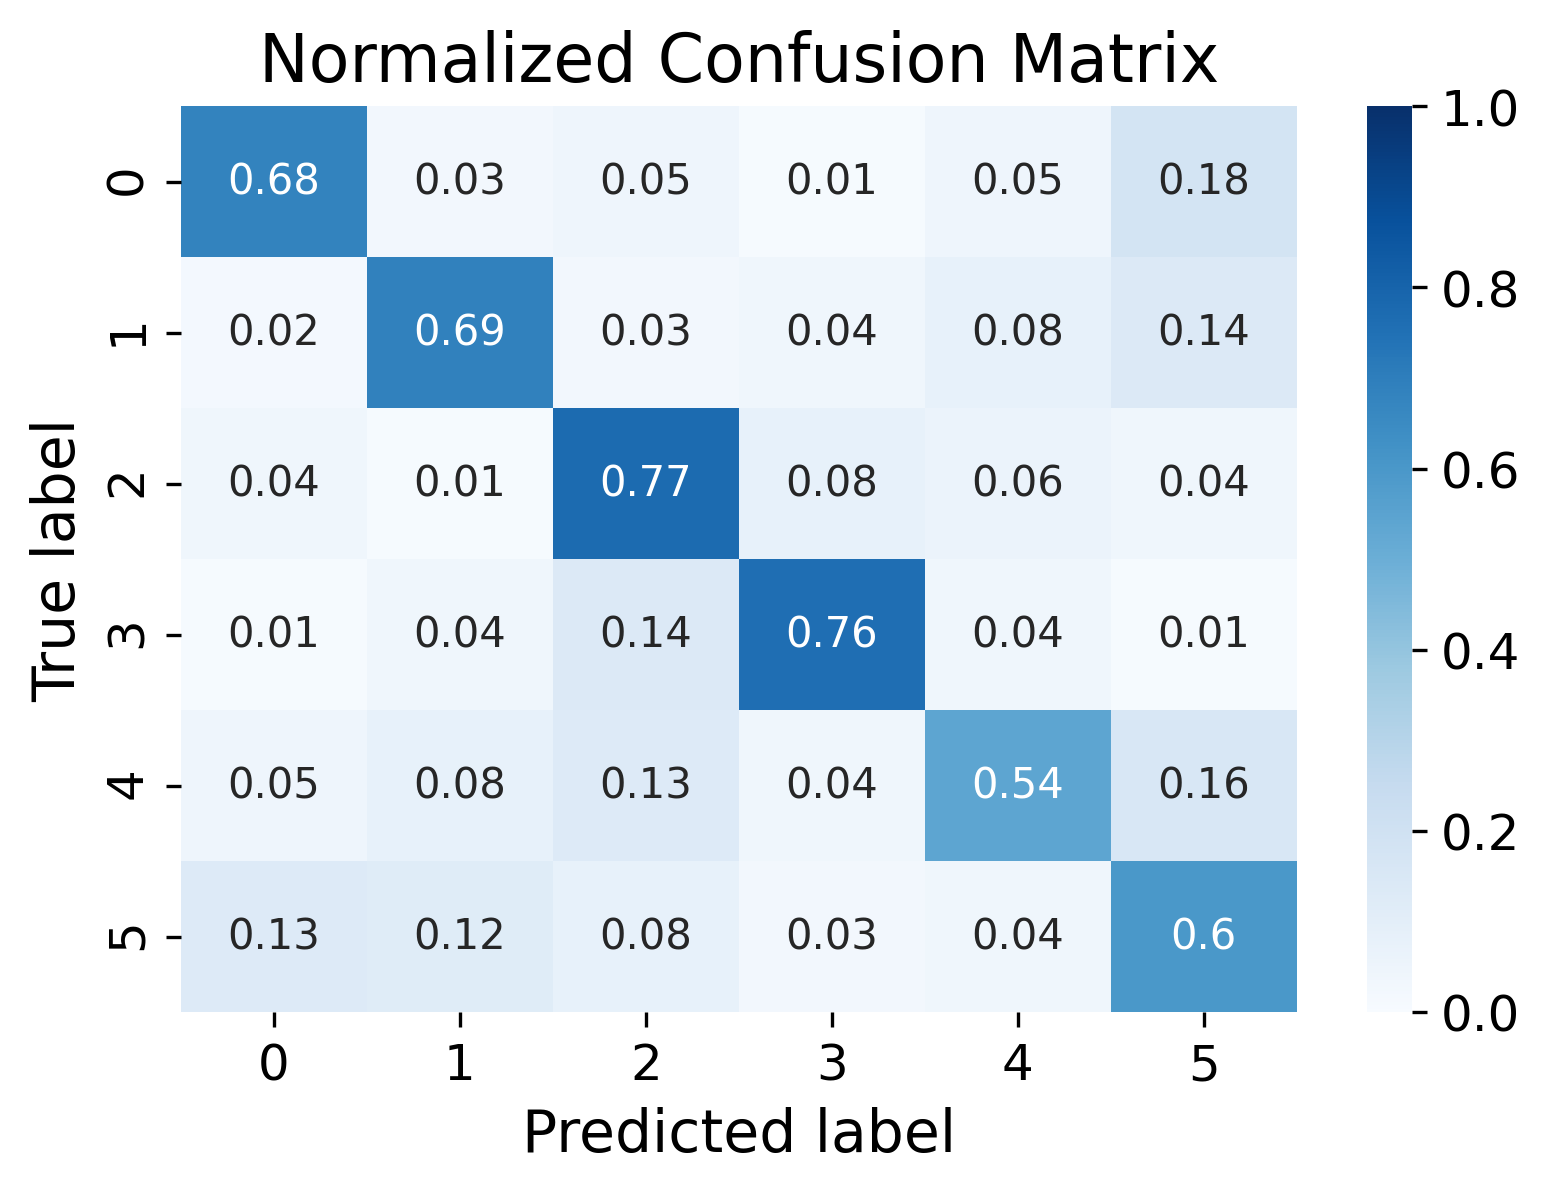 Normalized Confusion Matrix
True label
0 0.68 0.03 0.05 0.01 0.05 0.18
1 0.02 0.69 0.03 0.04 0.08 0.14
2 0.04 0.01 0.77 0.08 0.06 0.04
3 0.01 0.04 0.14 0.76 0.04 0.01
4 0.05 0.08 0.13 0.04 0.54 0.16
5 0.13 0.12 0.08 0.03 0.04 0.6
0 1 2 3 4 5
Predicted label
1.0
0.8
0.6
0.4
0.2
0.0